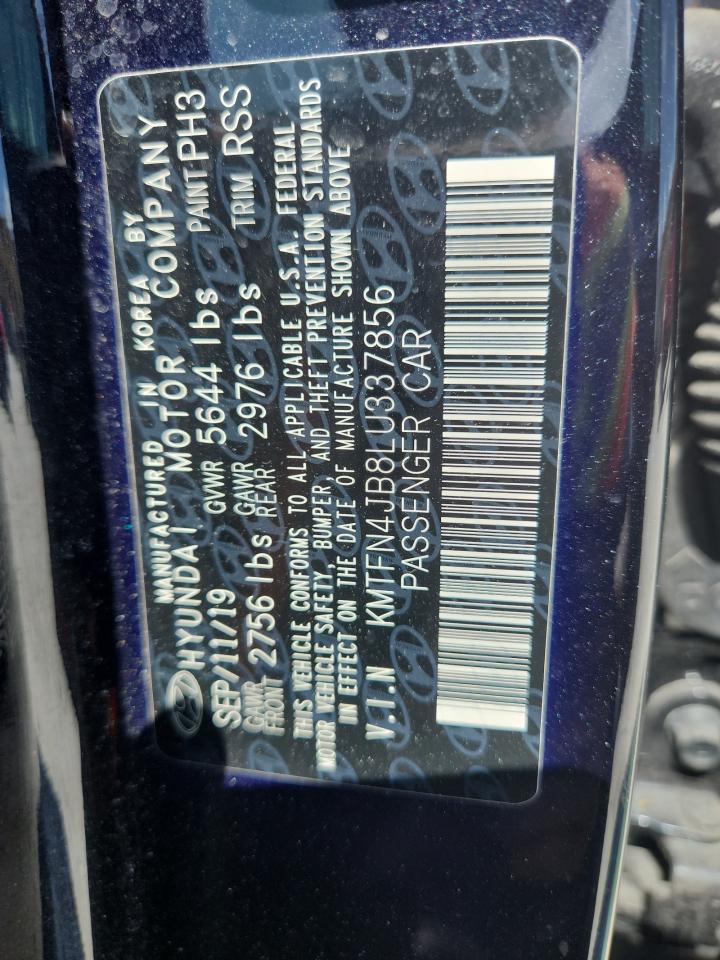 MANUFACTURED IN KOREA BY
HYUNDAI MOTOR COMPANY
SEP/11/19 GVWR 5644 lbs PAINT PH3
GAWR FRONT 2756 lbs GAWR REAR 2976 lbs TRIM RSS
THIS VEHICLE CONFORMS TO ALL APPLICABLE U.S.A. FEDERAL
MOTOR VEHICLE SAFETY, BUMPER, AND THEFT PREVENTION STANDARDS
IN EFFECT ON THE DATE OF MANUFACTURE SHOWN ABOVE
V.I.N KMTFN4JB8LU337856
PASSENGER CAR